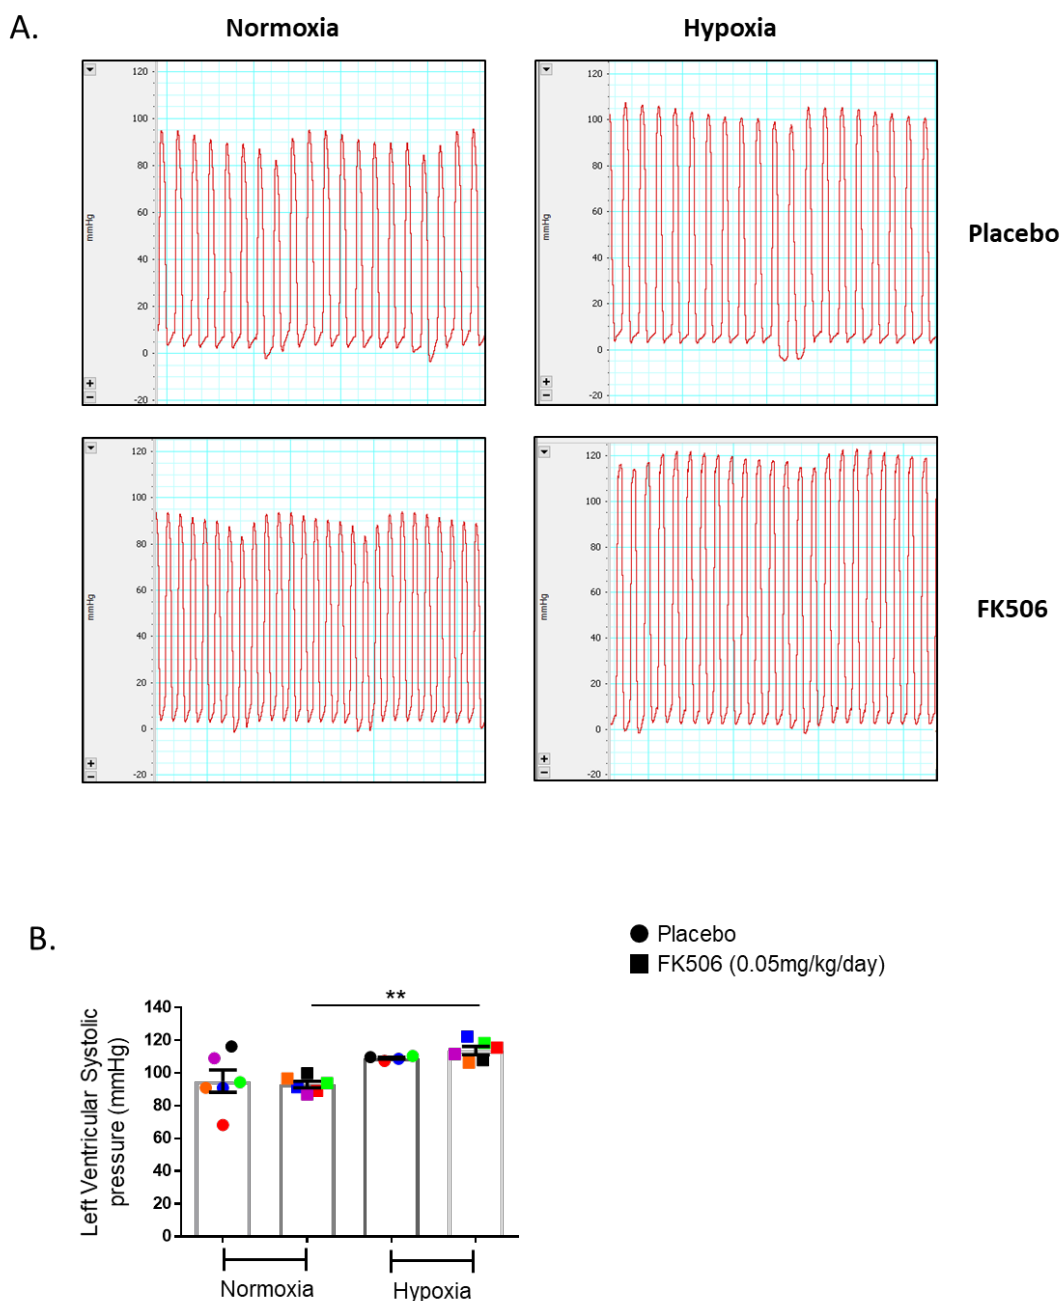 A.
Normoxia
Hypoxia
120
100
80
60
40
20
0
-20
mmHg
120
100
80
60
40
20
0
-20
mmHg
Placebo
120
100
80
60
40
20
0
-20
mmHg
120
100
80
60
40
20
0
-20
mmHg
FK506
B.
Placebo
FK506 (0.05mg/kg/day)
**
Left Ventricular Systolic
pressure (mmHg)
140
120
100
80
60
40
20
0
Normoxia
Hypoxia